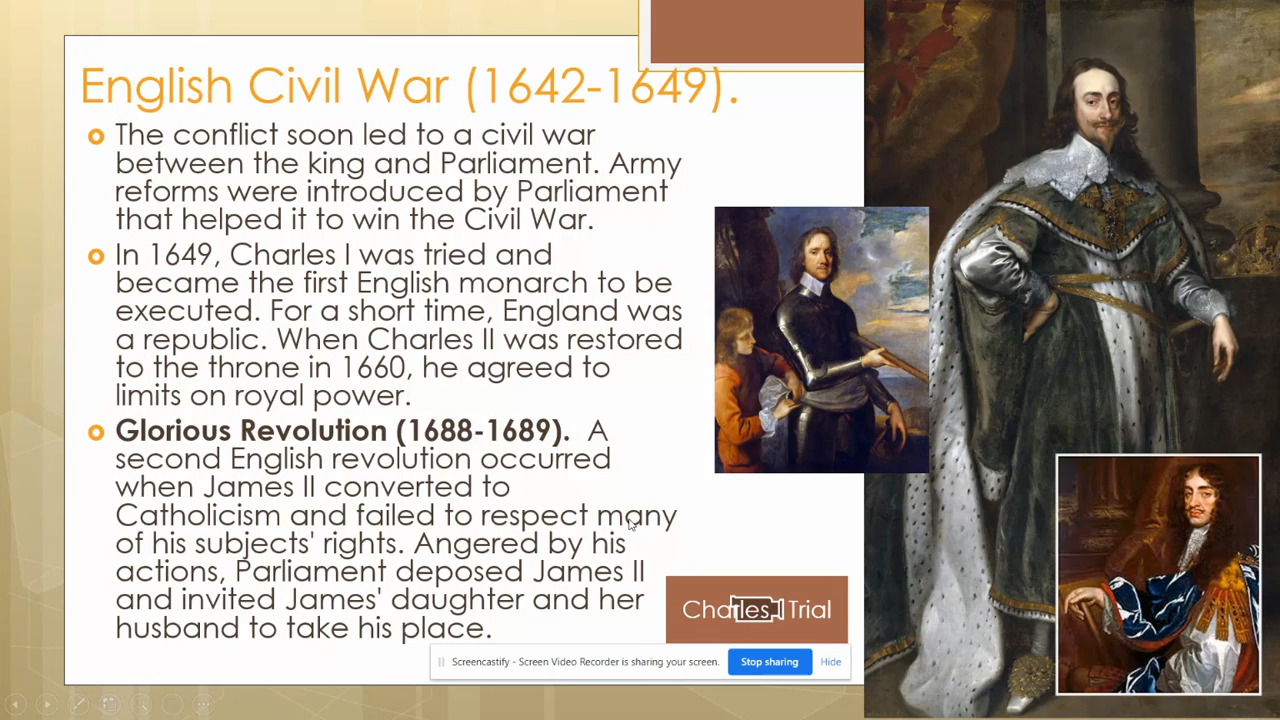 English Civil War (1642-1649).
The conflict soon led to a civil war
between the king and Parliament. Army
reforms were introduced by Parliament
that helped it to win the Civil War.
In 1649, Charles I was tried and
became the first English monarch to be
executed. For a short time, England was
a republic. When Charles II was restored
to the throne in 1660, he agreed to
limits on royal power.
Glorious Revolution (1688-1689). A
second English revolution occurred
when James II converted to
Catholicism and failed to respect many
of his subjects' rights. Angered by his
actions, Parliament deposed James II
and invited James' daughter and her
husband to take his place.
Charles I Trial
Screencastify - Screen Video Recorder is sharing your screen.
Stop sharing
Hide